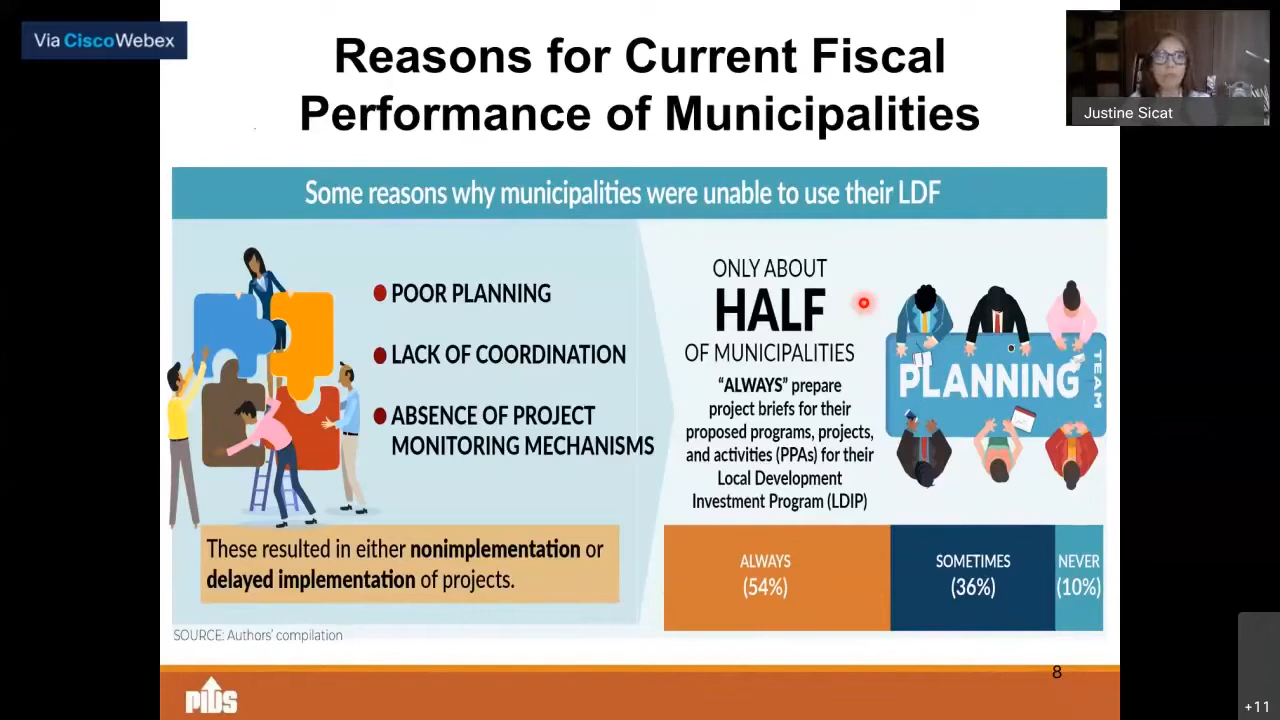 Via CiscoWebex
Reasons for Current Fiscal
Performance of Municipalities
Justine Sicat
Some reasons why municipalities were unable to use their LDF
POOR PLANNING
LACK OF COORDINATION
ABSENCE OF PROJECT
MONITORING MECHANISMS
These resulted in either nonimplementation or
delayed implementation of projects.
ONLY ABOUT
HALF
OF MUNICIPALITIES
“ALWAYS” prepare
project briefs for their
proposed programs, projects,
and activities (PPAs) for their
Local Development
Investment Program (LDIP)
PLANNING
TEAM
ALWAYS
(54%)
SOMETIMES
(36%)
NEVER
(10%)
SOURCE: Authors’ compilation
8
PIDS
+11